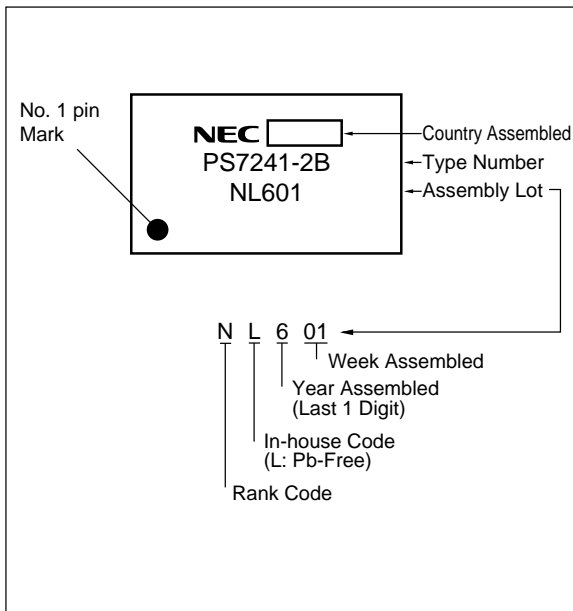 No. 1 pin
Mark
NEC
Country Assembled
PS7241-2B
Type Number
NL601
Assembly Lot
N L 6 01
Week Assembled
Year Assembled
(Last 1 Digit)
In-house Code
(L: Pb-Free)
Rank Code